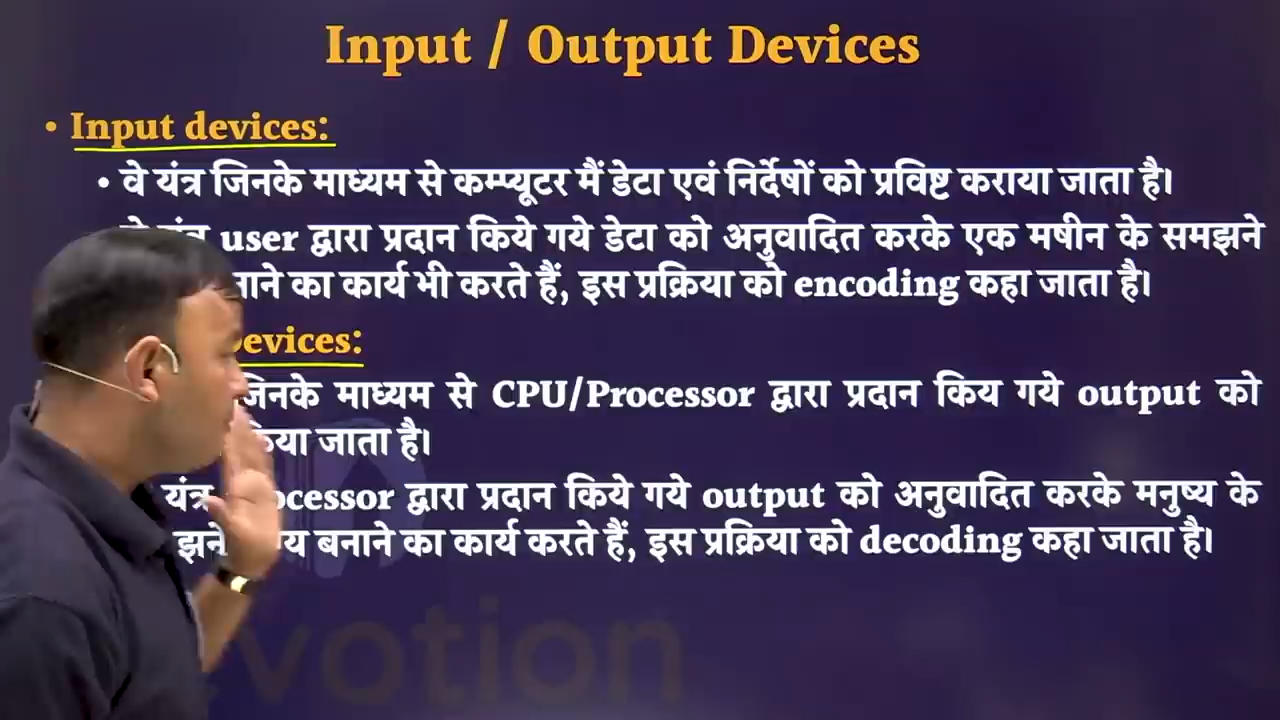 Input / Output Devices
• Input devices:
• वे यंत्र जिनके माध्यम से कम्प्यूटर मैं डेटा एवं निर्देषों को प्रविष्ट कराया जाता है।
user द्वारा प्रदान किये गये डेटा को अनुवादित करके एक मषीन के समझने
का कार्य भी करते हैं, इस प्रक्रिया को encoding कहा जाता है।
devices:
जिनके माध्यम से CPU/Processor द्वारा प्रदान किय गये output को
जाता है।
यंत्र द्वारा प्रदान किये गये output को अनुवादित करके मनुष्य के
बनाने का कार्य करते हैं, इस प्रक्रिया को decoding कहा जाता है।